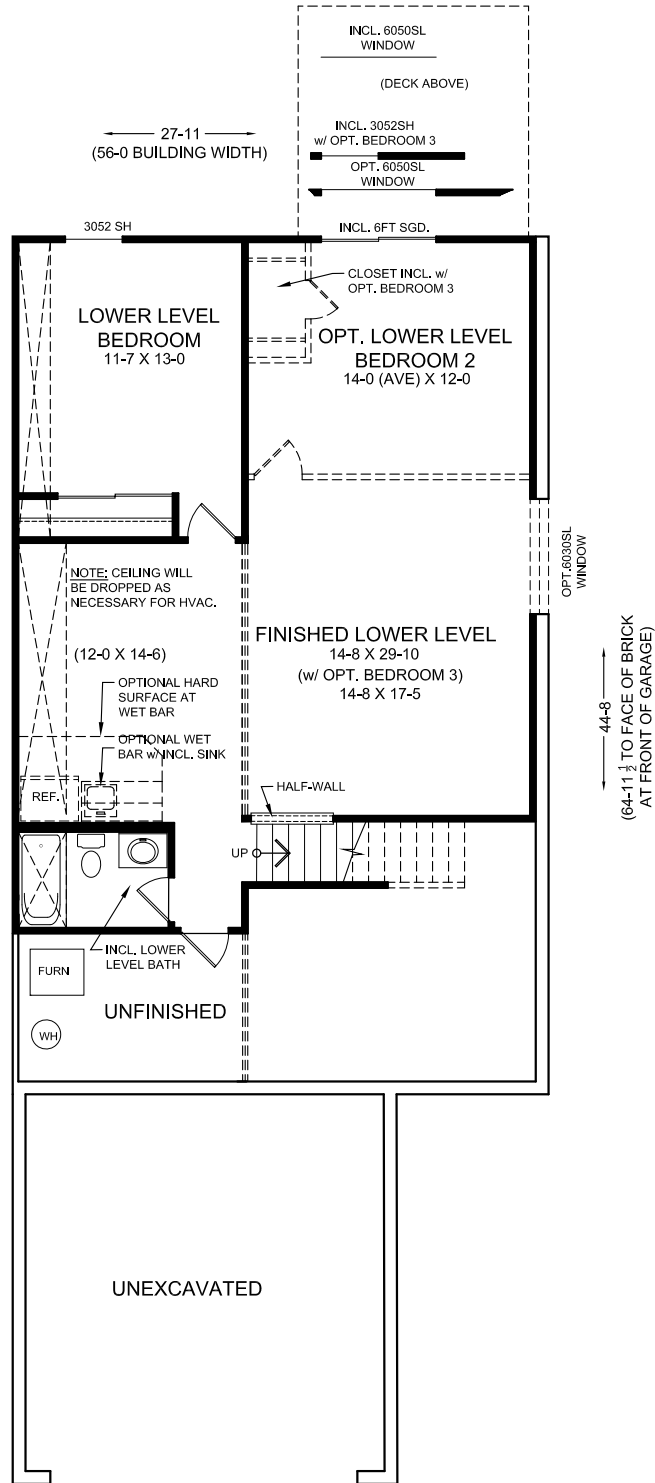 INCL. 6050SL
WINDOW
(DECK ABOVE)
27-11
(56-0 BUILDING WIDTH)
INCL. 3052SH
w/ OPT. BEDROOM 3
OPT. 6050SL
WINDOW
3052 SH
INCL. 6FT SGD.
CLOSET INCL. w/
OPT. BEDROOM 3
LOWER LEVEL
BEDROOM
11-7 X 13-0
OPT. LOWER LEVEL
BEDROOM 2
14-0 (AVE) X 12-0
OPT.6030SL
WINDOW
NOTE: CEILING WILL
BE DROPPED AS
NECESSARY FOR HVAC.
(12-0 X 14-6)
FINISHED LOWER LEVEL
14-8 X 29-10
(w/ OPT. BEDROOM 3)
14-8 X 17-5
44-8
(64-11 1/2 TO FACE OF BRICK
AT FRONT OF GARAGE)
OPTIONAL HARD
SURFACE AT
WET BAR
OPTIONAL WET
BAR w/ INCL. SINK
REF.
HALF-WALL
UP
INCL. LOWER
LEVEL BATH
FURN
UNFINISHED
WH
UNEXCAVATED